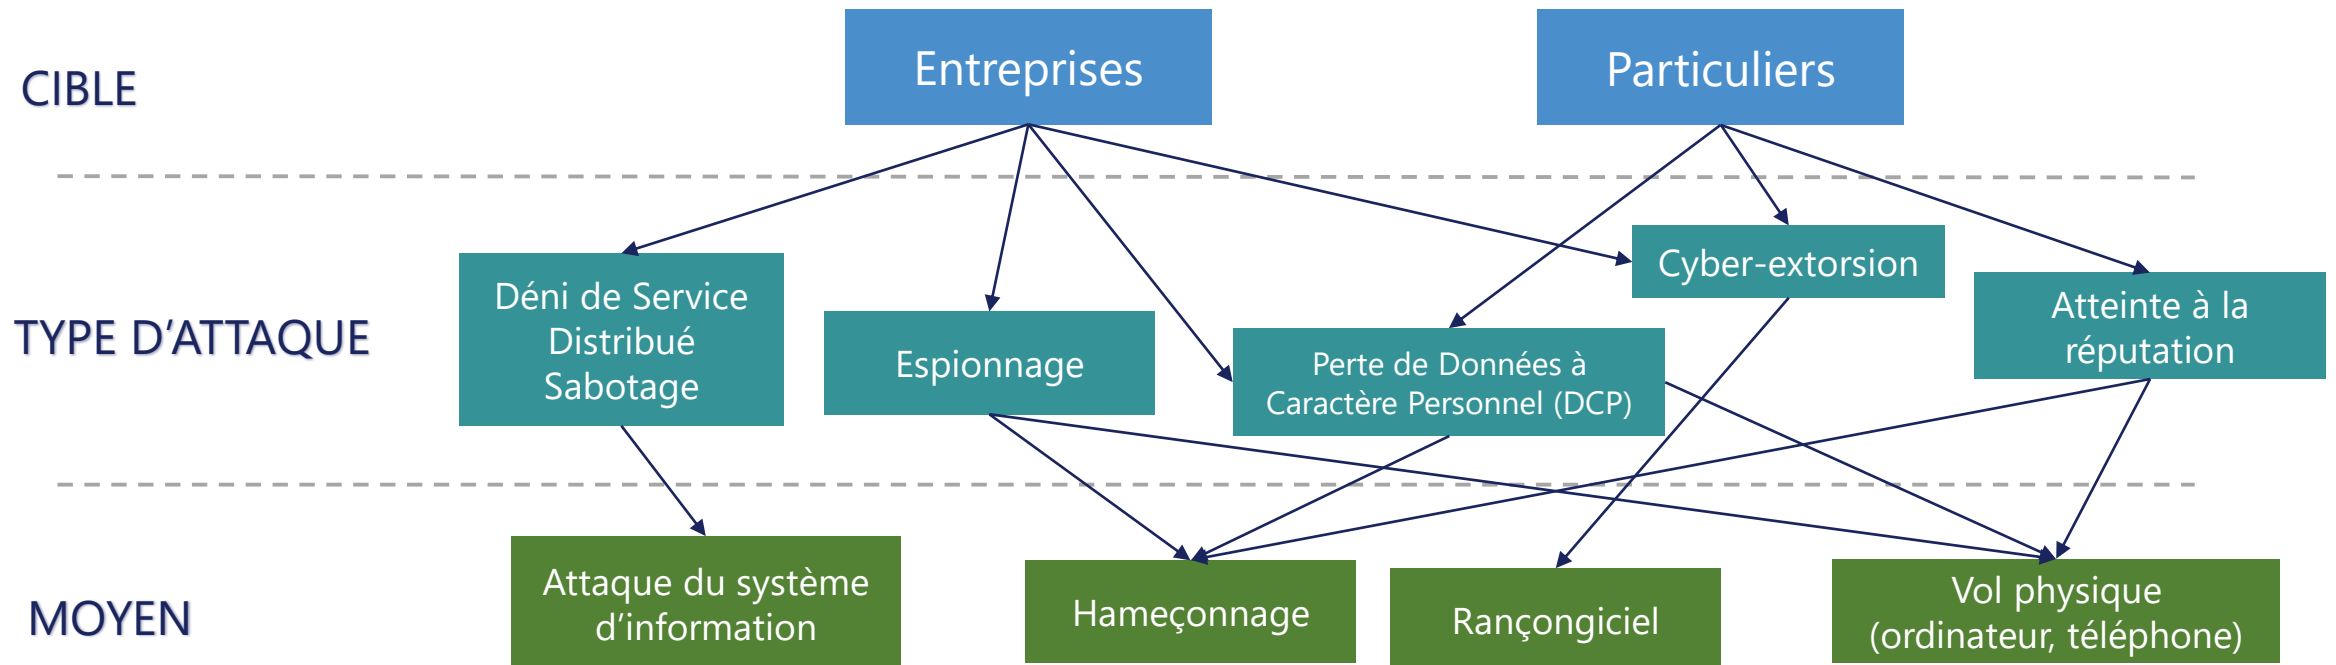 CIBLE
Entreprises
Particuliers
TYPE D’ATTAQUE
Déni de Service
Distribué
Sabotage
Espionnage
Perte de Données à
Caractère Personnel (DCP)
Cyber-extorsion
Atteinte à la
réputation
MOYEN
Attaque du système
d’information
Hameçonnage
Rançongiciel
Vol physique
(ordinateur, téléphone)